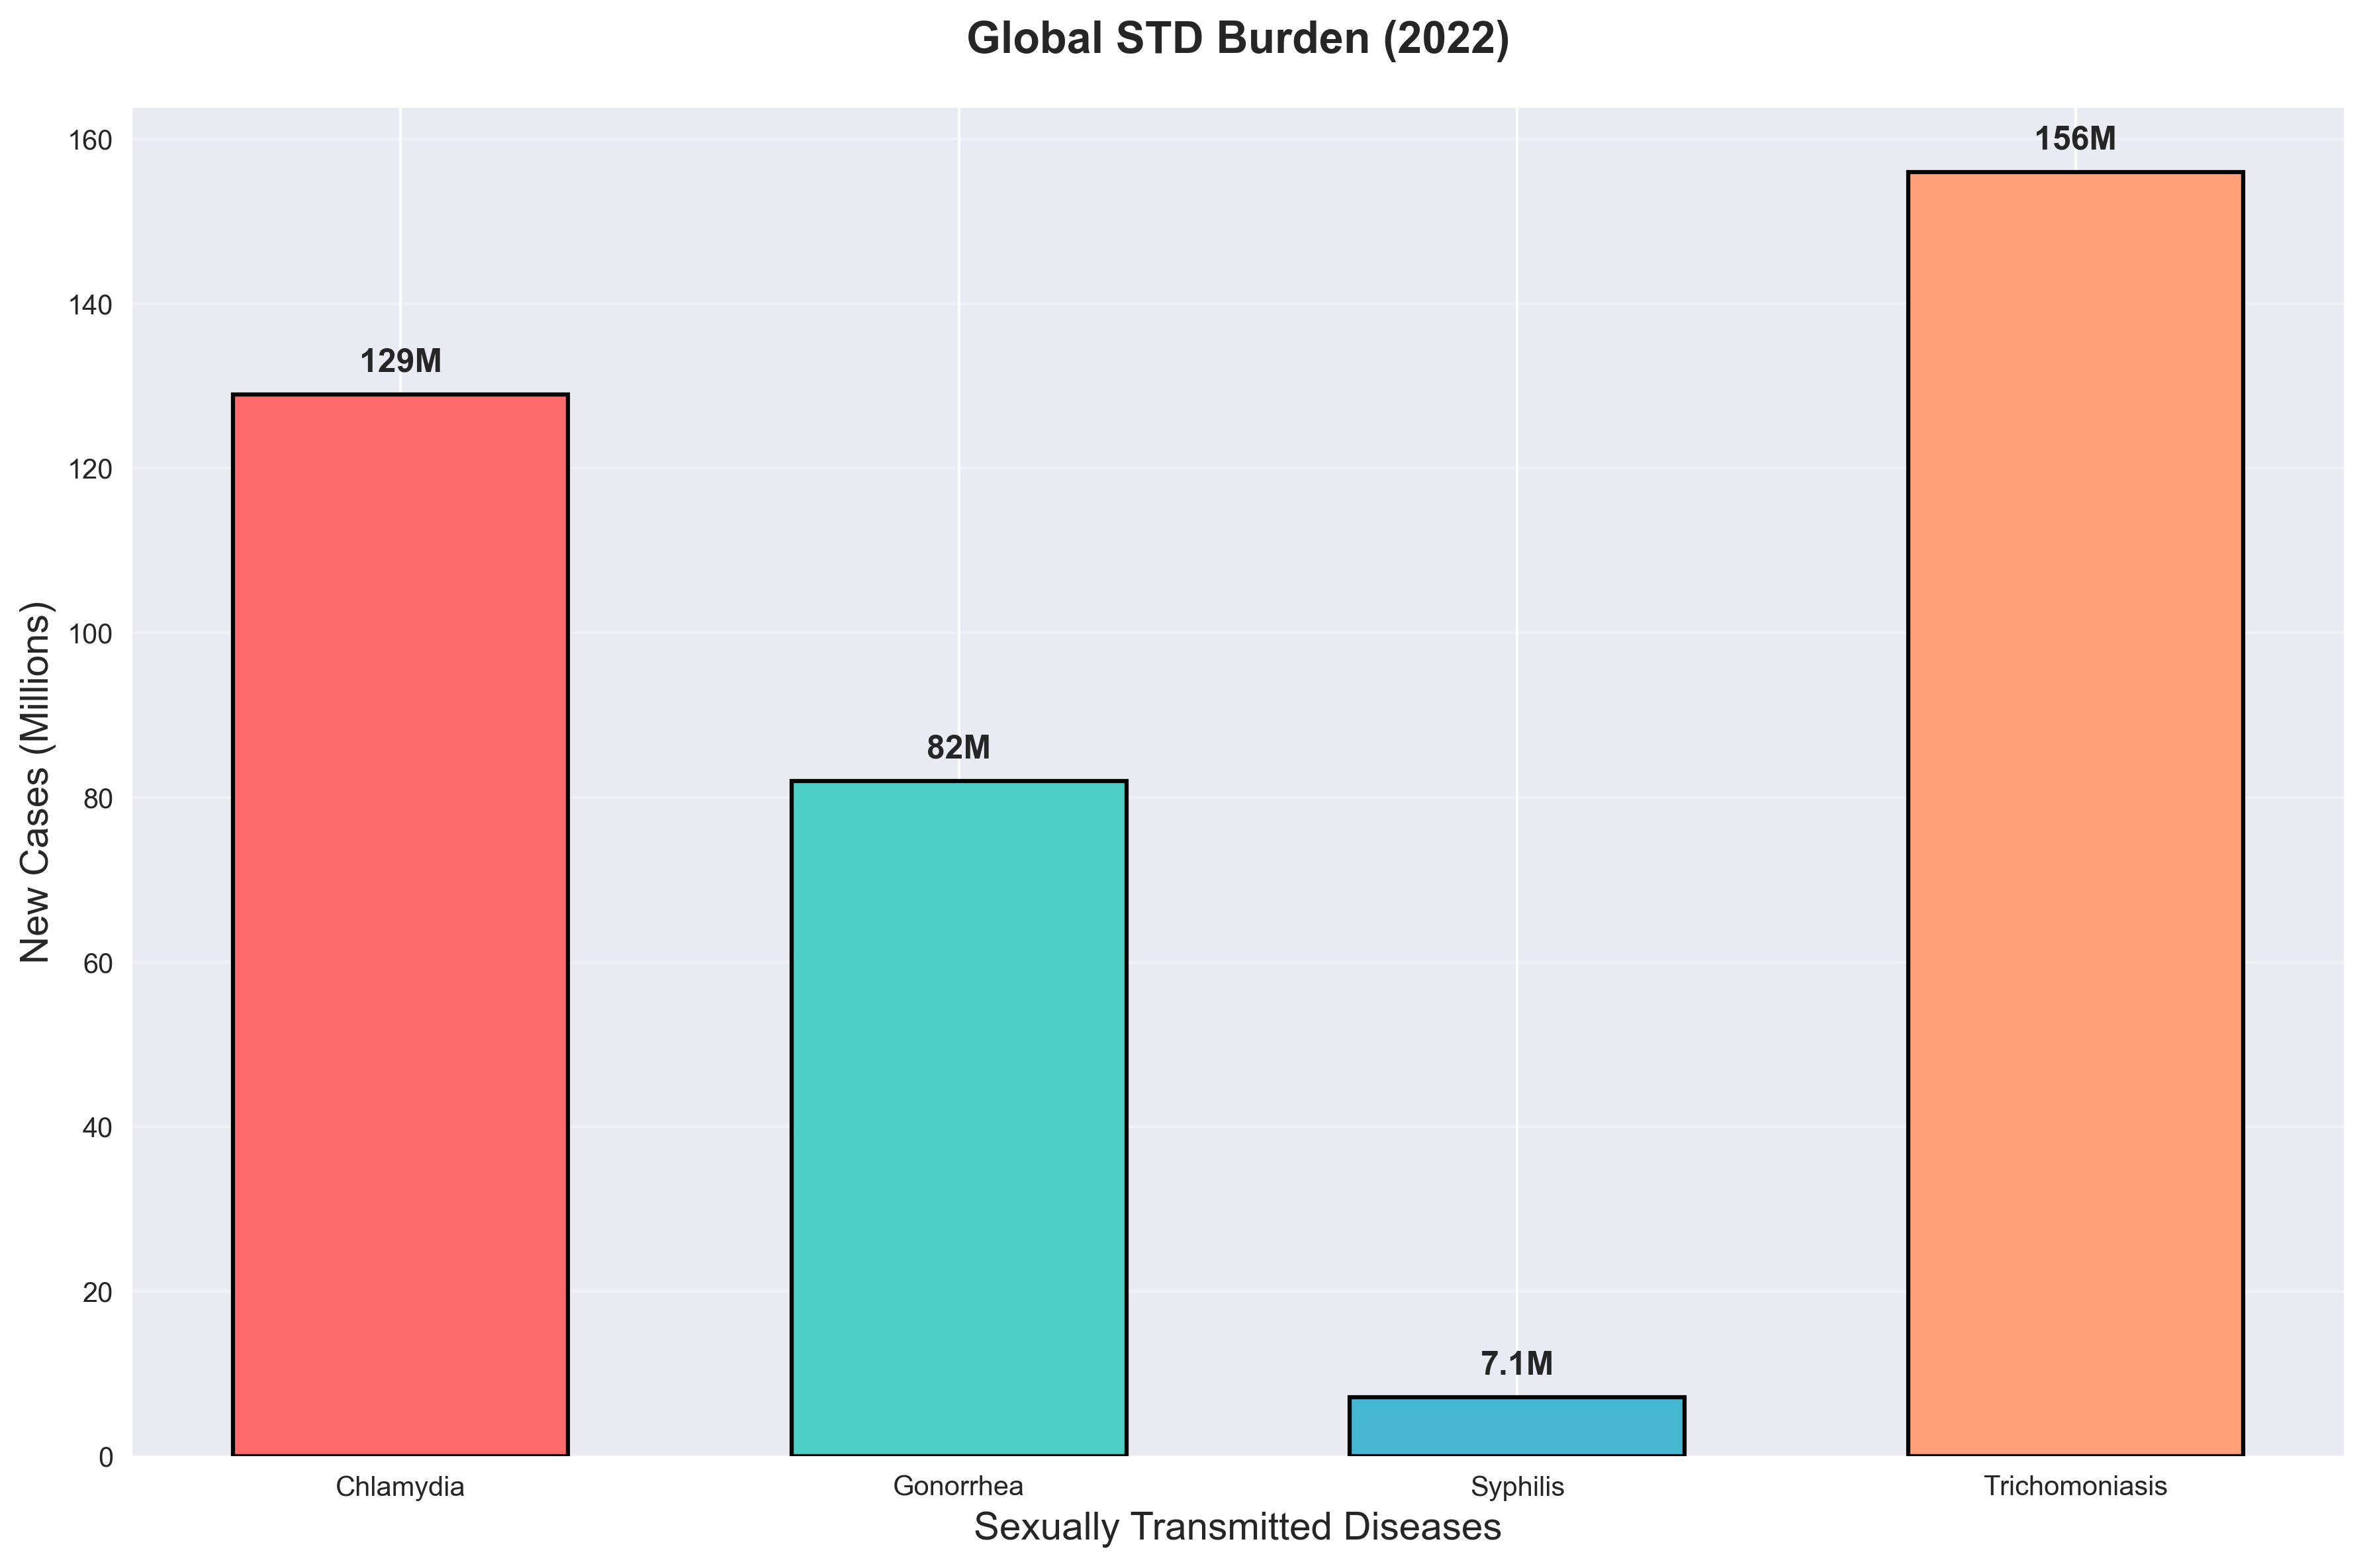 Global STD Burden (2022)
New Cases (Millions)
160
140
120
100
80
60
40
20
0
129M
82M
7.1M
156M
Chlamydia
Gonorrhea
Syphilis
Trichomoniasis
Sexually Transmitted Diseases